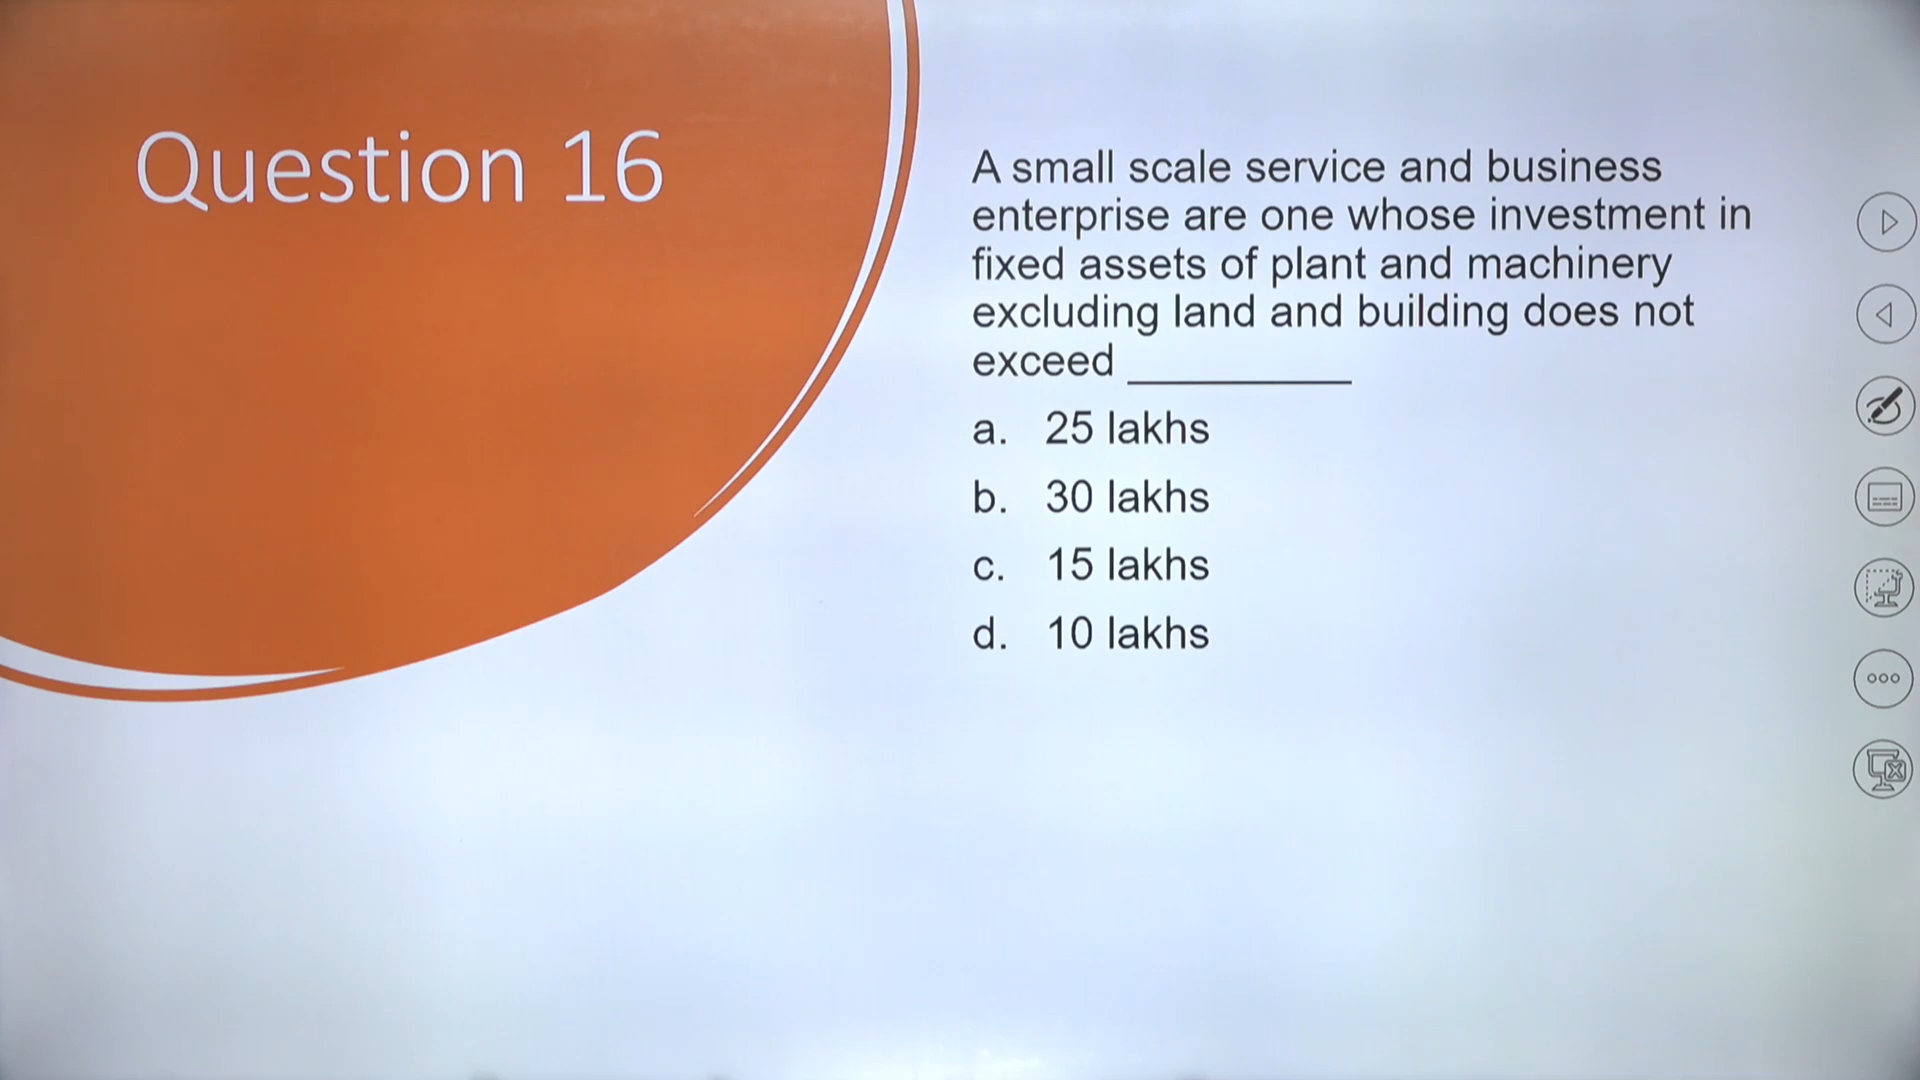 Question 16
A small scale service and business
enterprise are one whose investment in
fixed assets of plant and machinery
excluding land and building does not
exceed __________
a. 25 lakhs
b. 30 lakhs
c. 15 lakhs
d. 10 lakhs